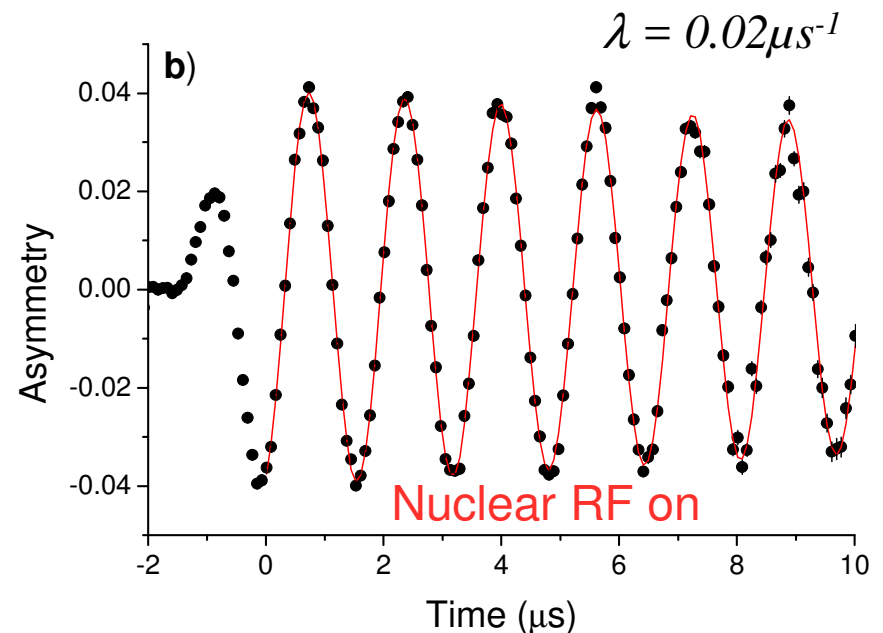 λ = 0.02μs⁻¹
b)
0.04
0.02
0.00
-0.02
-0.04
Asymmetry
Nuclear RF on
-2 0 2 4 6 8 10
Time (μs)